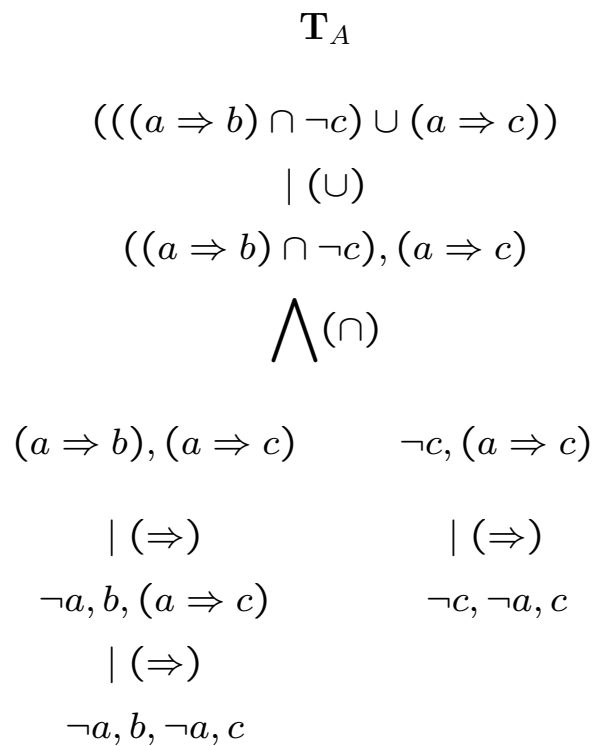 T_A
(((a ⇒ b) ∩ ¬c) ∪ (a ⇒ c))
| (∪)
((a ⇒ b) ∩ ¬c), (a ⇒ c)
⋀(∩)
(a ⇒ b), (a ⇒ c) ¬c, (a ⇒ c)
| (⇒) | (⇒)
¬a, b, (a ⇒ c) ¬c, ¬a, c
| (⇒)
¬a, b, ¬a, c